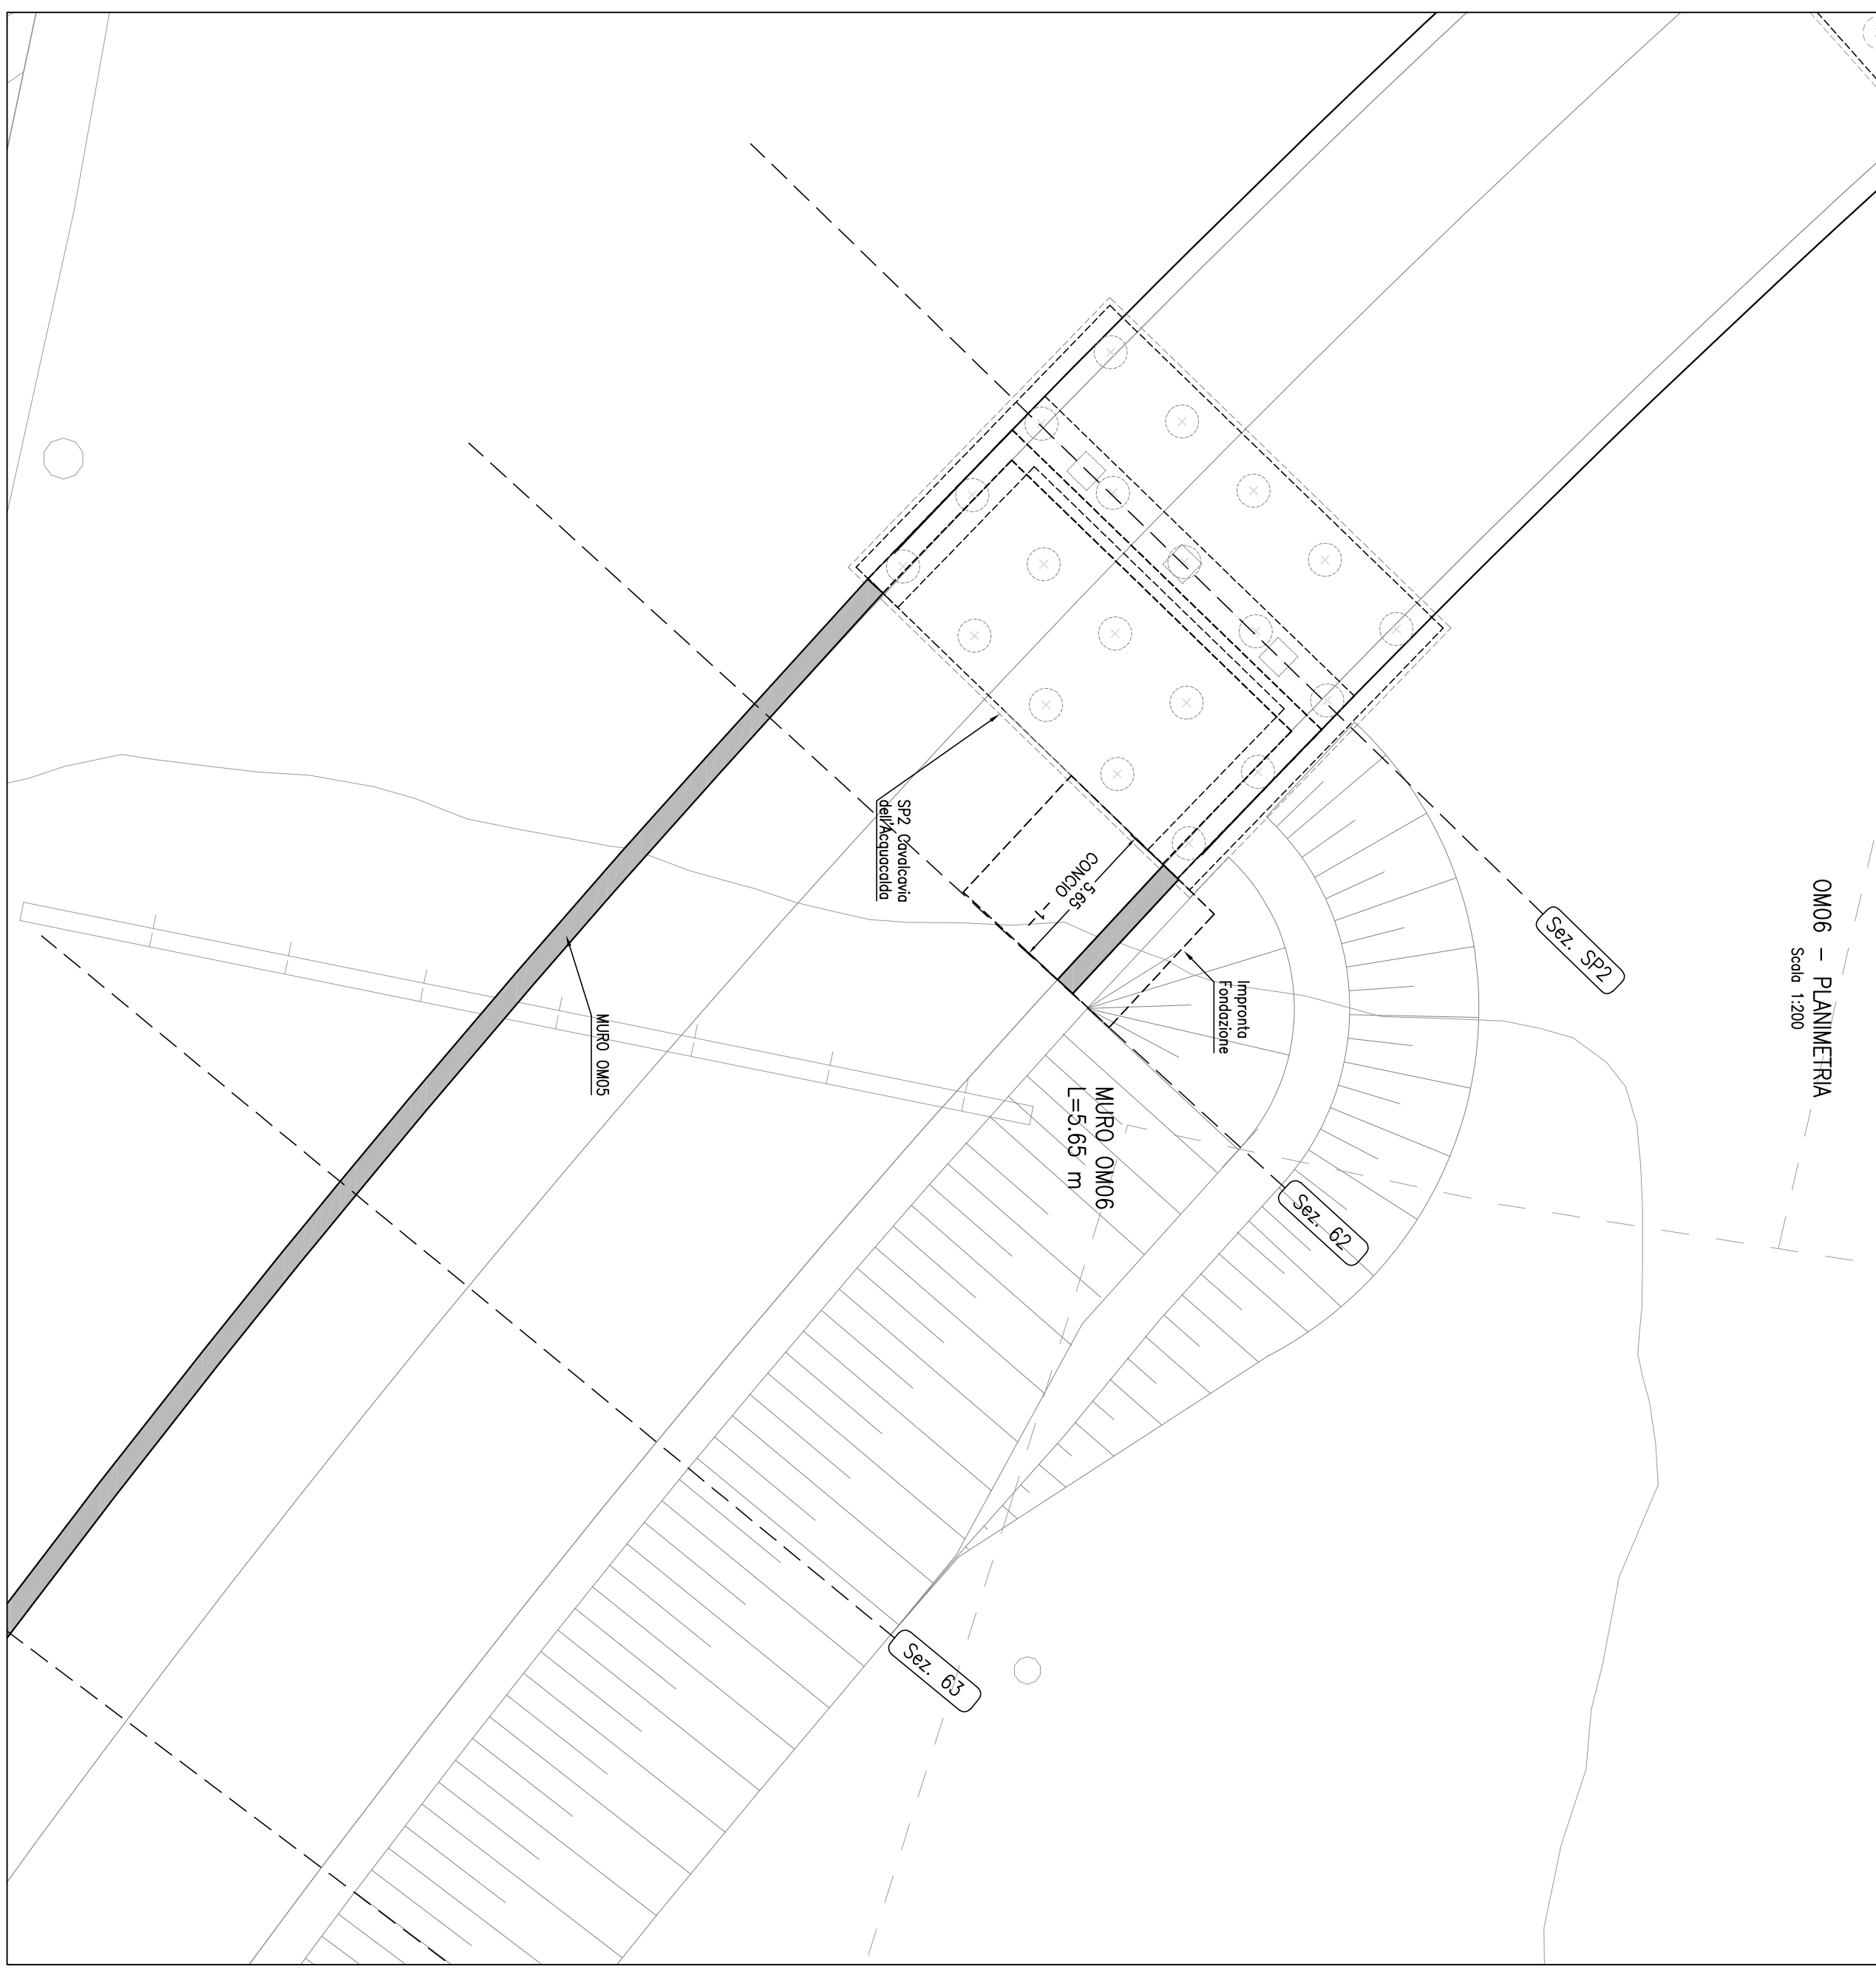 OM06 - PLANIMETRIA
Scala 1:200
Sez. SP2
Sez. 62
Impronta
Fondazione
MURO OM06
L=5.65 m
5.65
CONCIO 1
SP2 Cavalcavia
dell'Acquacalda
Sez. 63
MURO OM05